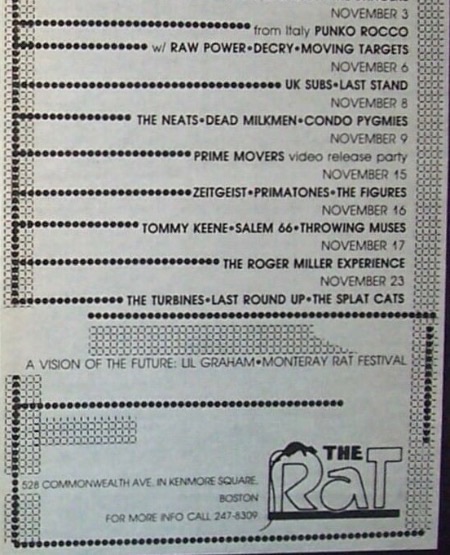 NOVEMBER 3
from Italy PUNKO ROCCO
w/ RAW POWER•DECRY•MOVING TARGETS
NOVEMBER 6
UK SUBS•LAST STAND
NOVEMBER 8
THE NEATS•DEAD MILKMEN•CONDO PYGMIES
NOVEMBER 9
PRIME MOVERS video release party
NOVEMBER 15
ZEITGEIST•PRIMATONES•THE FIGURES
NOVEMBER 16
TOMMY KEENE•SALEM 66•THROWING MUSES
NOVEMBER 17
THE ROGER MILLER EXPERIENCE
NOVEMBER 23
THE TURBINES•LAST ROUND UP•THE SPLAT CATS
A VISION OF THE FUTURE: LIL GRAHAM•MONTERAY RAT FESTIVAL
THE
RaT
528 COMMONWEALTH AVE. IN KENMORE SQUARE,
BOSTON
FOR MORE INFO CALL 247-8309